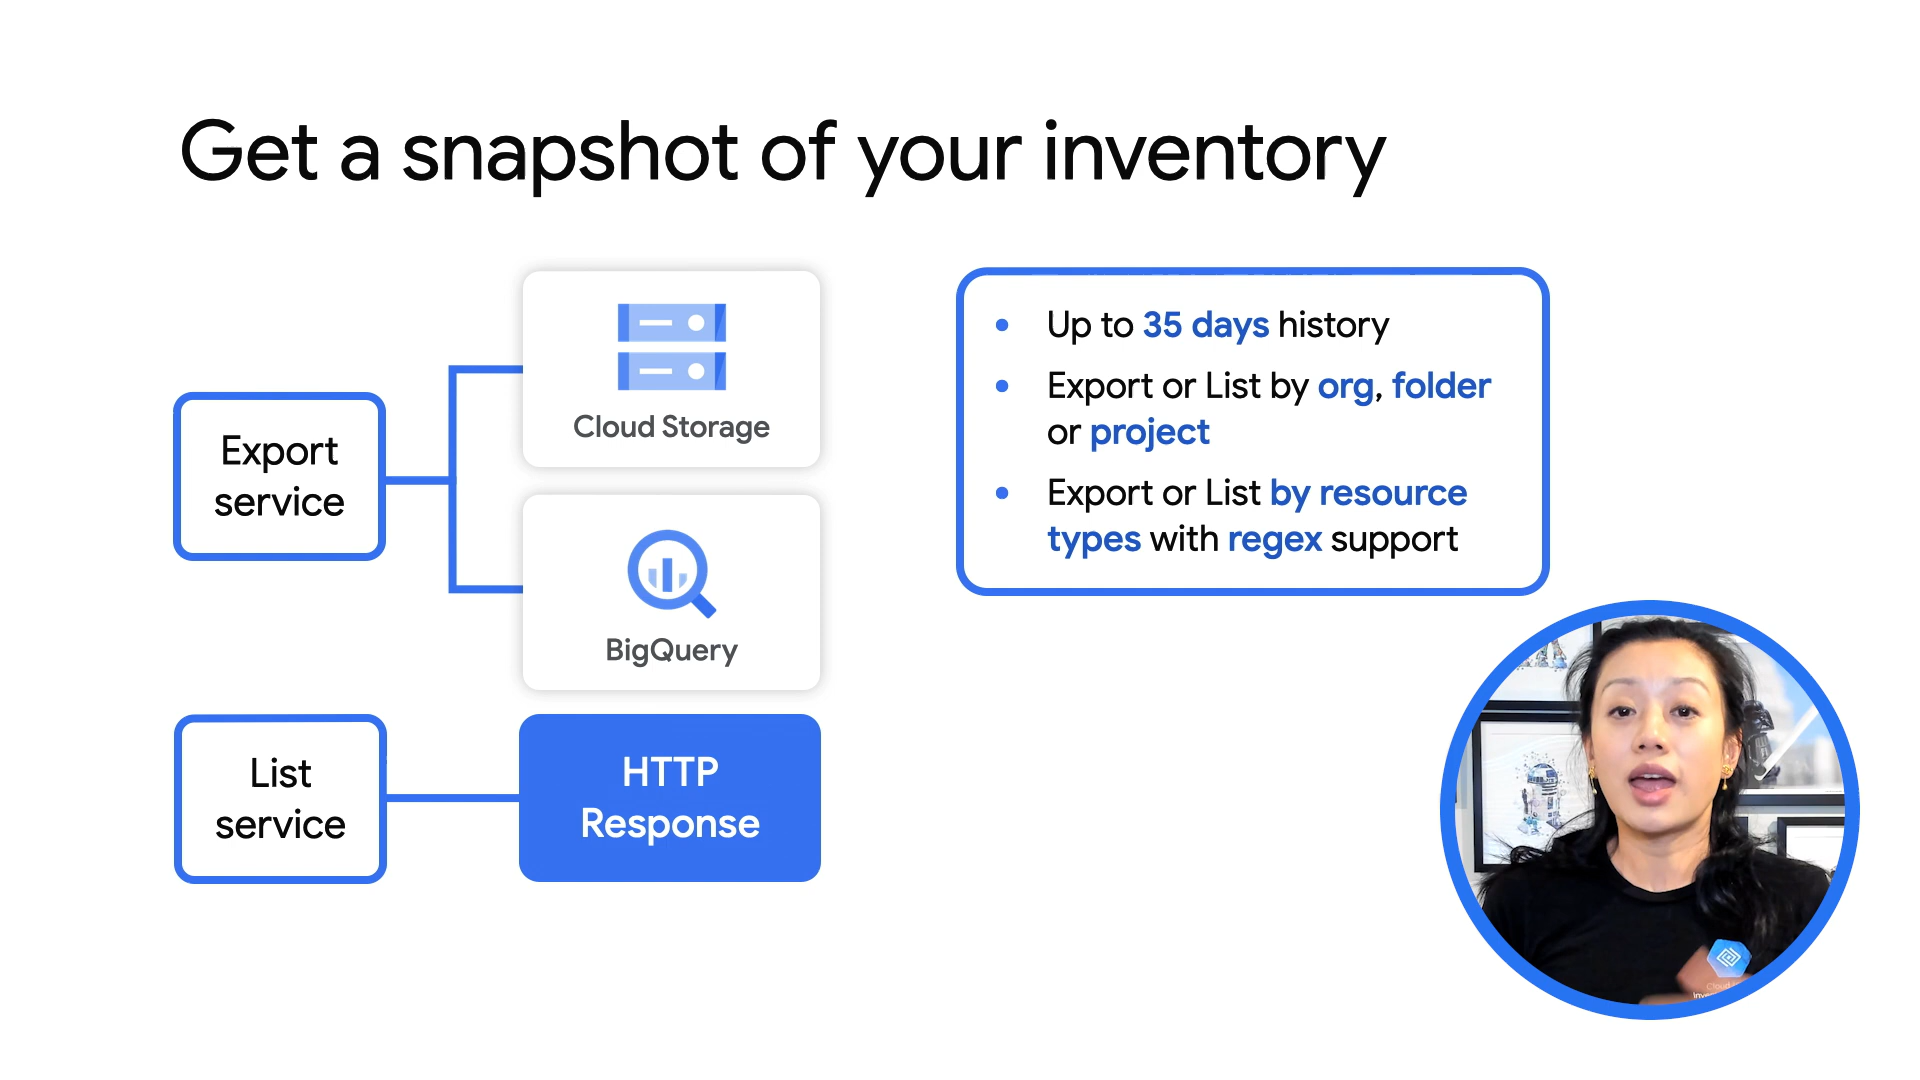 Get a snapshot of your inventory
Export
service
Cloud Storage
BigQuery
List
service
HTTP
Response
• Up to 35 days history
• Export or List by org, folder
or project
• Export or List by resource
types with regex support
Cloud